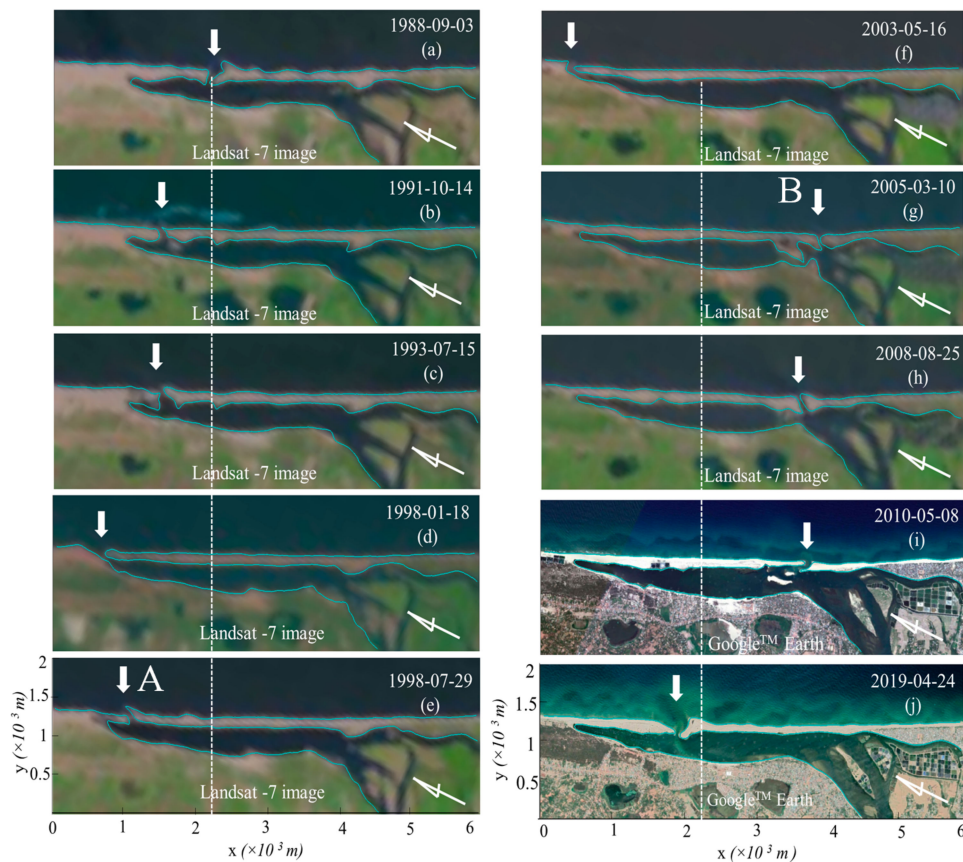 1988-09-03
(a)
Landsat -7 image
1991-10-14
(b)
Landsat -7 image
1993-07-15
(c)
Landsat -7 image
1998-01-18
(d)
2
1.5
1
0.5
y (×10³ m)
A
1998-07-29
(e)
Landsat -7 image
0 1 2 3 4 5 6
x (×10³ m)
2003-05-16
(f)
Landsat -7 image
B
2005-03-10
(g)
Landsat -7 image
2008-08-25
(h)
Landsat -7 image
2010-05-08
(i)
Google™ Earth
2
1.5
1
0.5
y (×10³ m)
2019-04-24
(j)
Google™ Earth
0 1 2 3 4 5 6
x (×10³ m)